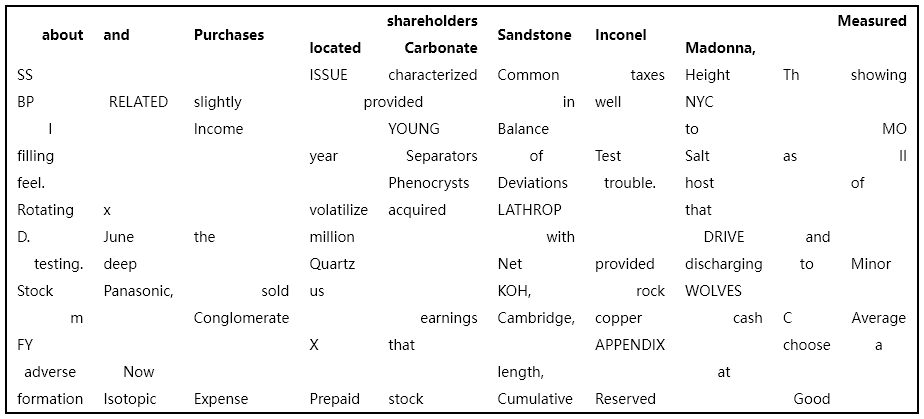 shareholders Measured
about and Purchases Sandstone Inconel
located Carbonate Madonna,
SS ISSUE characterized Common taxes Height Th showing
BP RELATED slightly provided in well NYC
I Income YOUNG Balance to MO
filling year Separators of Test Salt as II
feel. Phenocrysts Deviations trouble. host of
Rotating x volatilize acquired LATHROP that
D. June the million with DRIVE and
testing. deep Quartz Net provided discharging to Minor
Stock Panasonic, sold us KOH, rock WOLVES
m Conglomerate earnings Cambridge, copper cash C Average
FY X that APPENDIX choose a
adverse Now length, at
formation Isotopic Expense Prepaid stock Cumulative Reserved Good